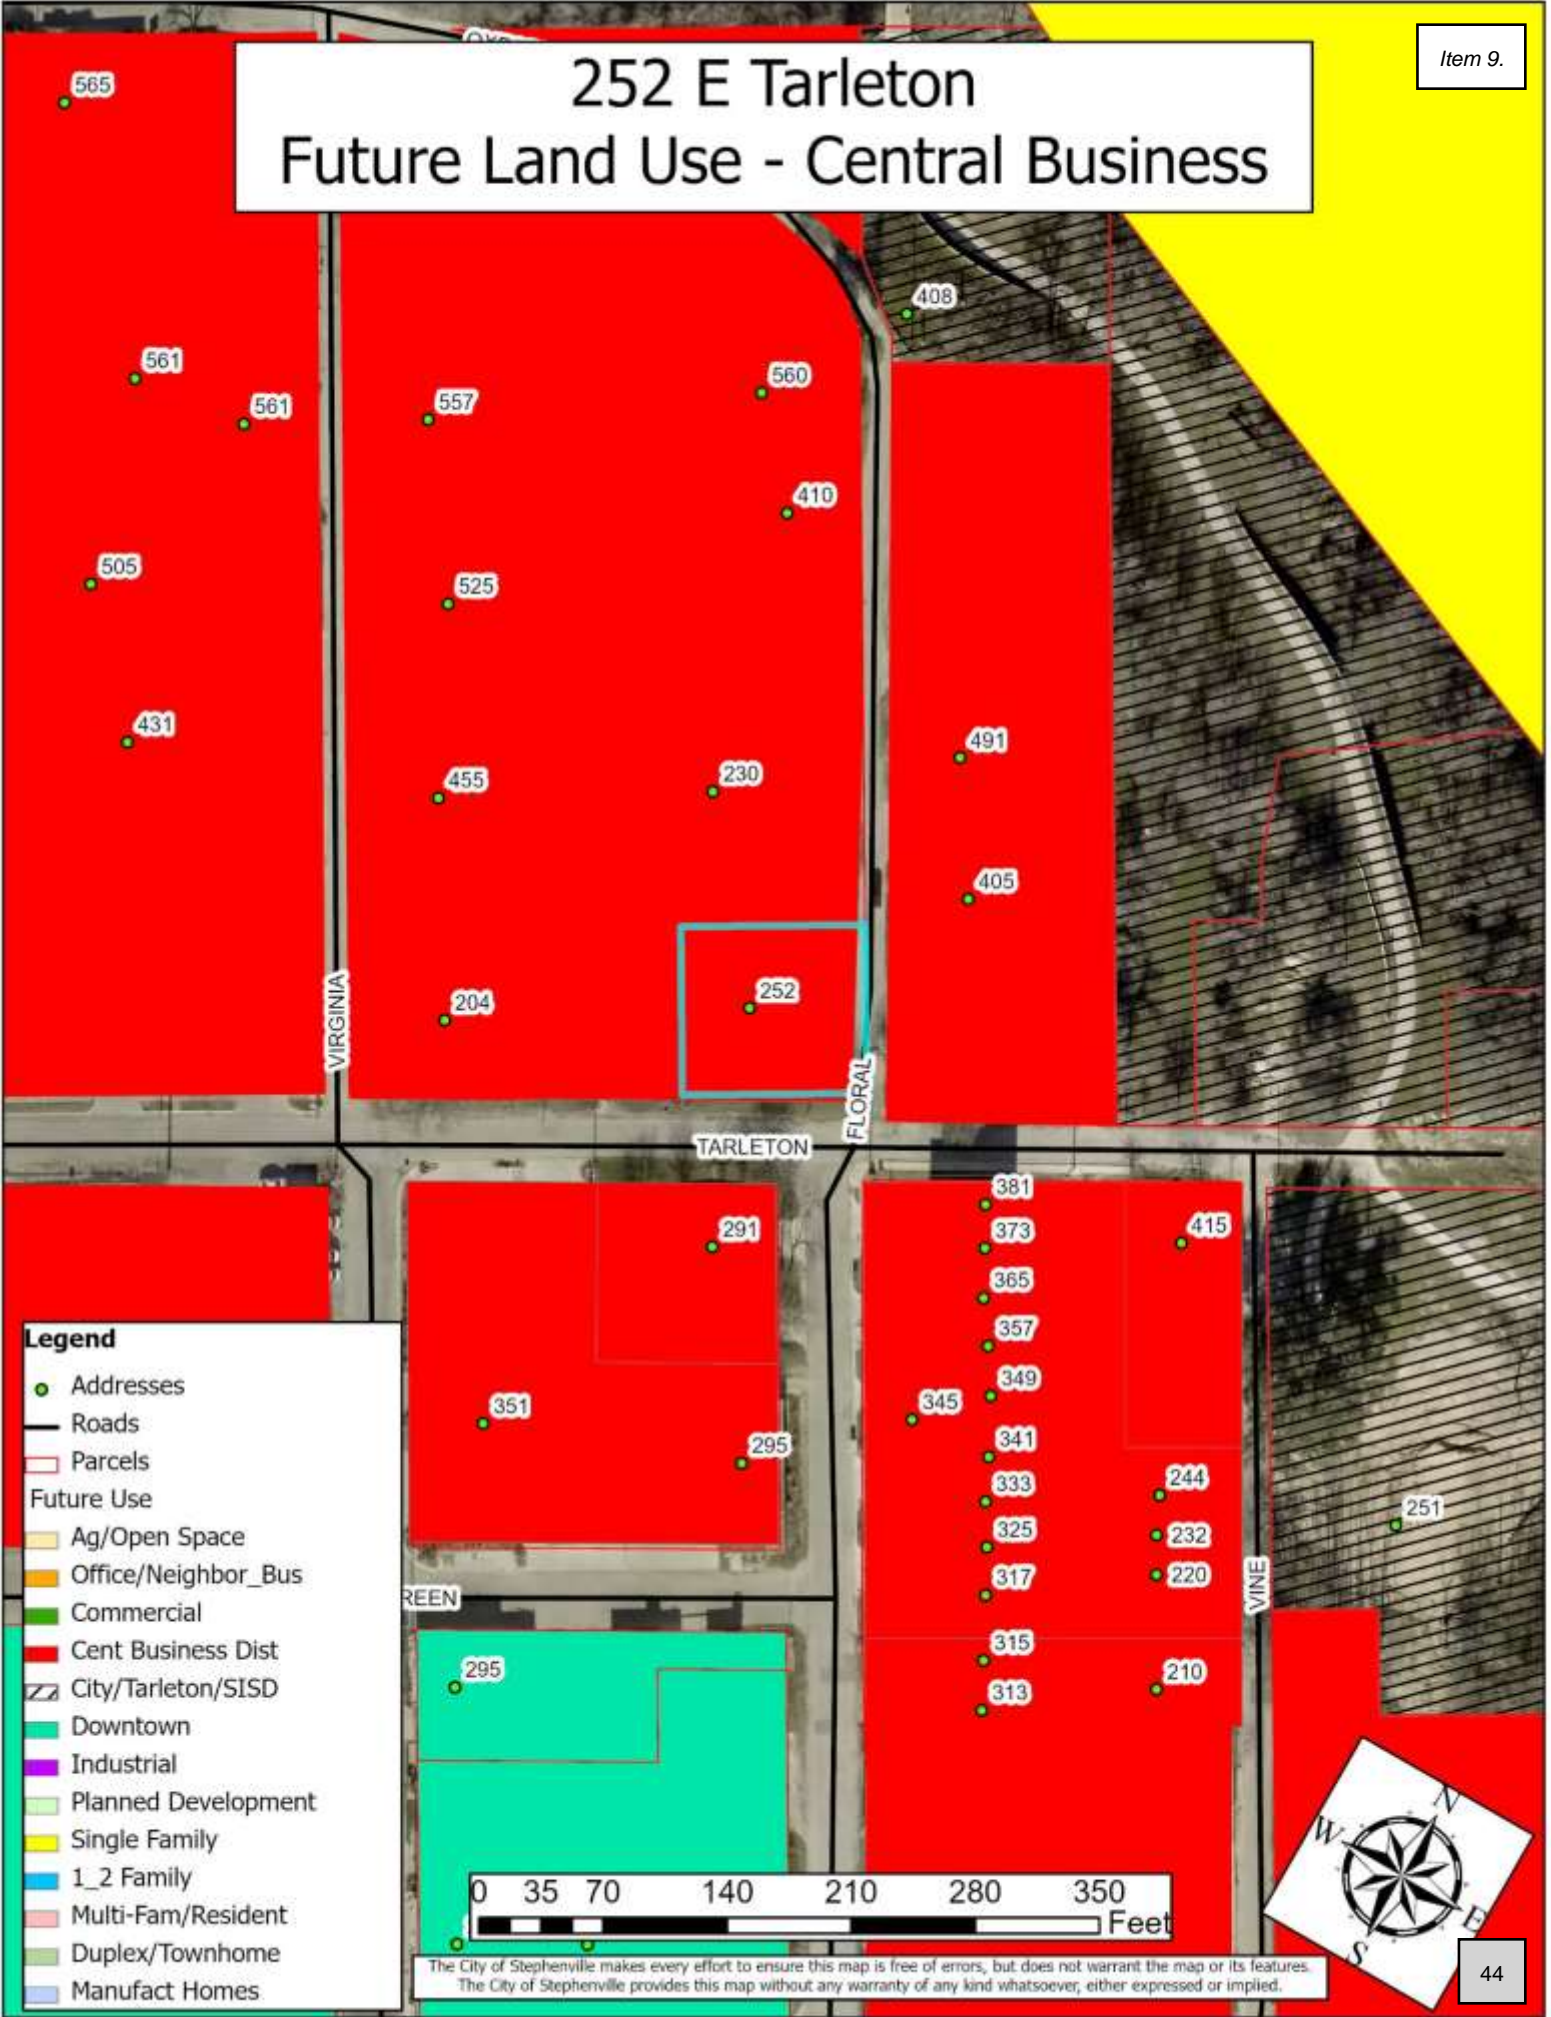 Item 9.
252 E Tarleton
Future Land Use - Central Business
565
408
561
561
557
560
410
505
525
431
455
230
491
405
204
252
VIRGINIA
FLORAL
TARLETON
381
373
415
291
365
357
349
345
351
341
295
333
244
325
232
251
317
220
VINE
REEN
315
295
210
313
Legend
Addresses
Roads
Parcels
Future Use
Ag/Open Space
Office/Neighbor_Bus
Commercial
Cent Business Dist
City/Tarleton/SISD
Downtown
Industrial
Planned Development
Single Family
1_2 Family
Multi-Fam/Resident
Duplex/Townhome
Manufact Homes
0 35 70 140 210 280 350
Feet
N
W
E
S
The City of Stephenville makes every effort to ensure this map is free of errors, but does not warrant the map or its features.
The City of Stephenville provides this map without any warranty of any kind whatsoever, either expressed or implied.
44